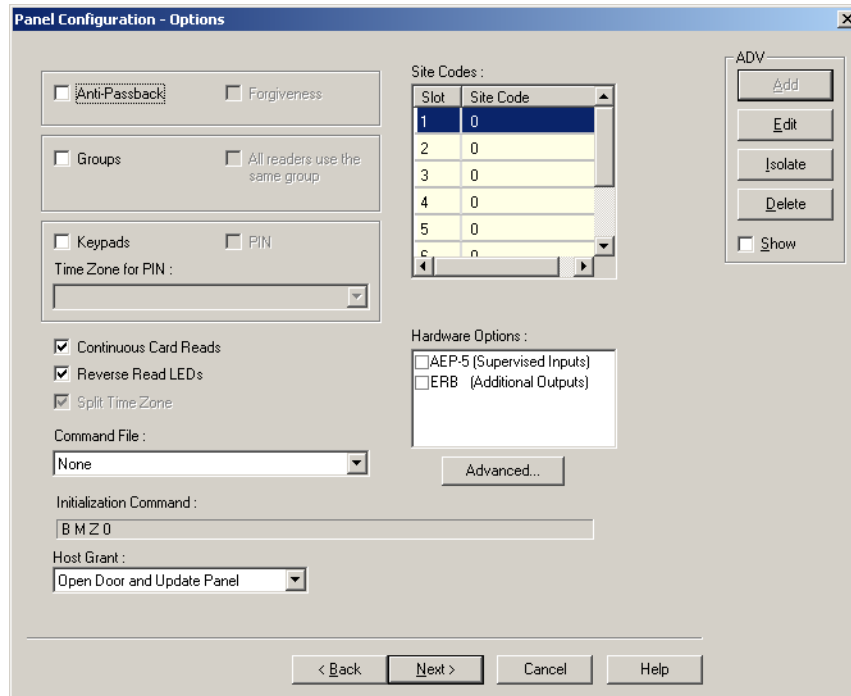 Panel Configuration - Options
Anti-Passback
Forgiveness
Groups
All readers use the
same group
Keypads
PIN
Time Zone for PIN :
Continuous Card Reads
Reverse Read LEDs
Split Time Zone
Command File :
None
Initialization Command :
B M Z 0
Host Grant :
Open Door and Update Panel
Site Codes :
Slot Site Code
1 0
2 0
3 0
4 0
5 0
6 0
Hardware Options :
AEP-5 (Supervised Inputs)
ERB (Additional Outputs)
Advanced...
ADV
Add
Edit
Isolate
Delete
Show
< Back
Next >
Cancel
Help